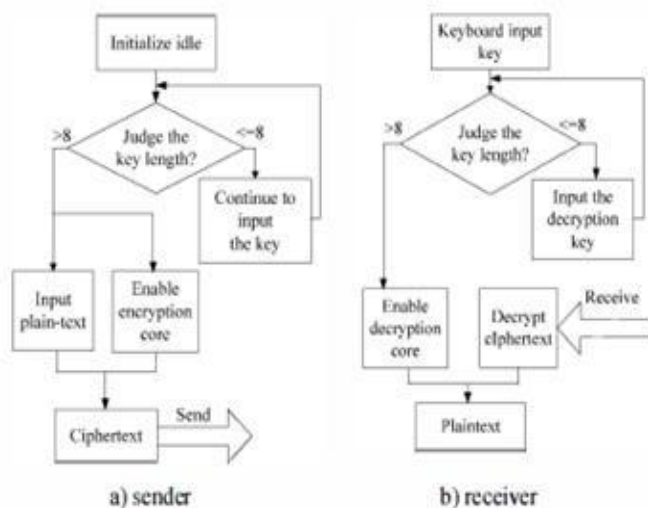 Initialize idle
>8
Judge the
key length?
<=8
Continue to
input
the key
Input
plain-text
Enable
encryption
core
Ciphertext
Send
a) sender
Keyboard input
key
>8
Judge the
key length?
<=8
Input the
decryption
key
Enable
decryption
core
Decrypt
cIphertext
Receive
Plaintext
b) receiver